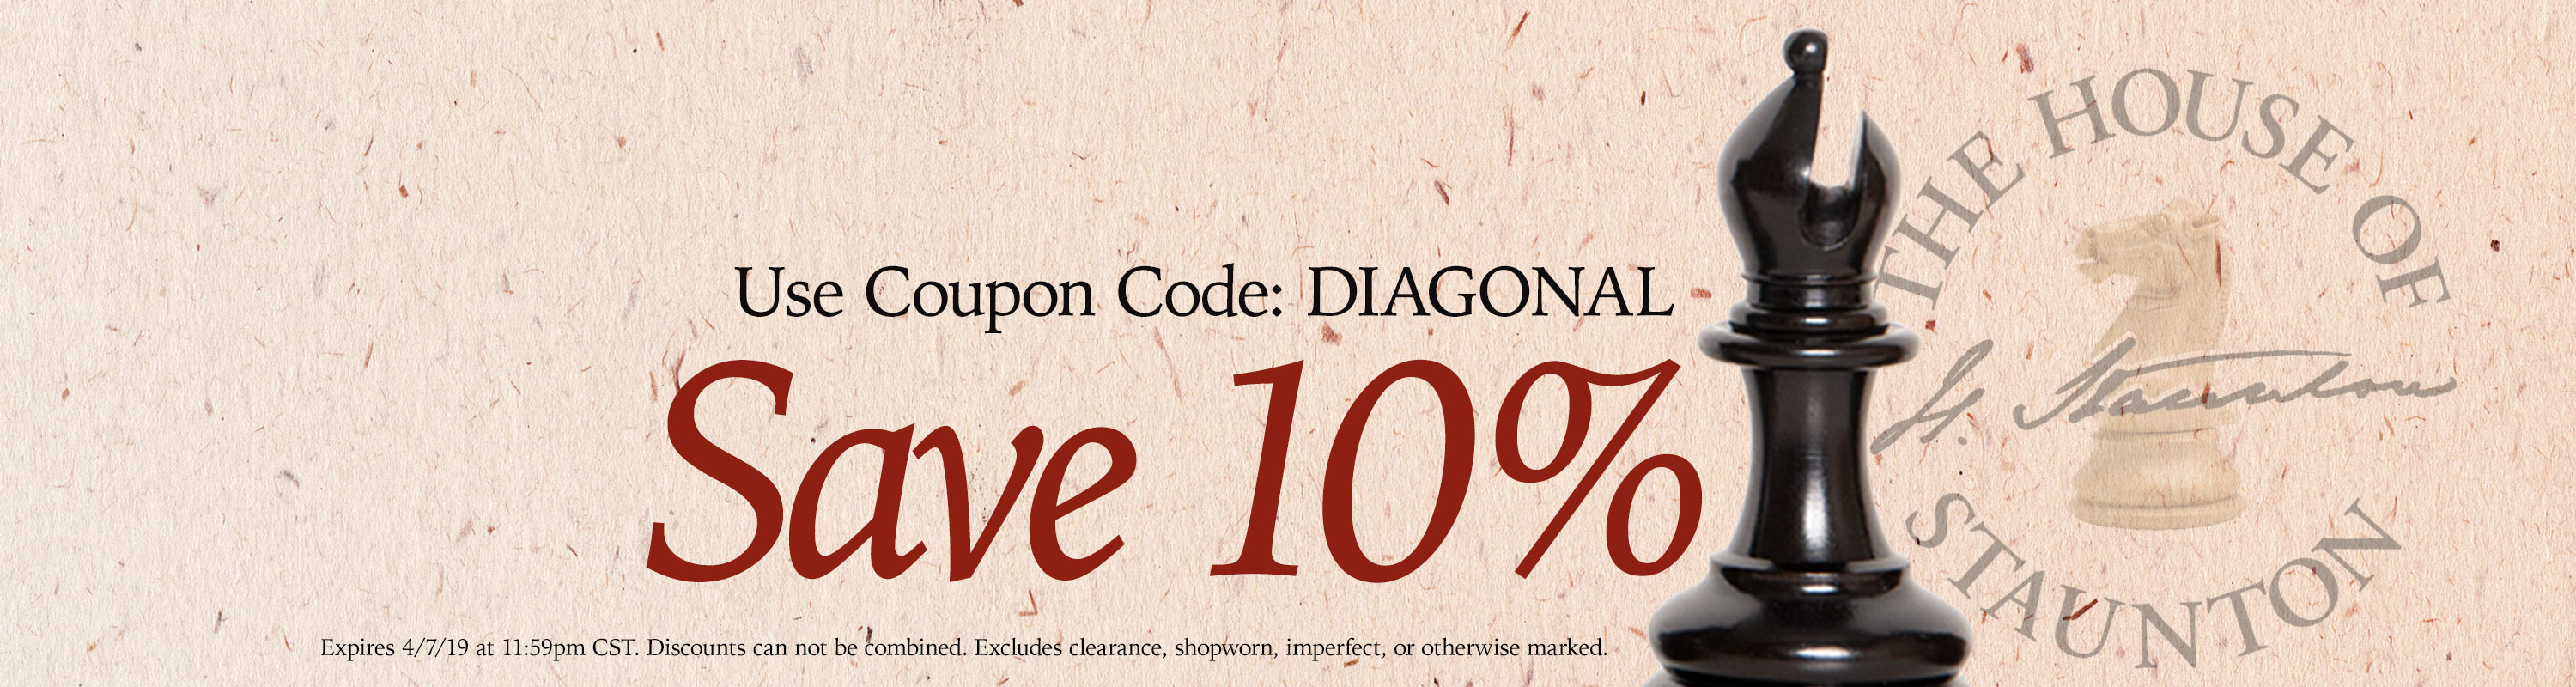 Use Coupon Code: DIAGONAL
Save 10%
Expires 4/7/19 at 11:59pm CST. Discounts can not be combined. Excludes clearance, shopworn, imperfect, or otherwise marked.
THE HOUSE OF
H. Staunton
STAUNTON